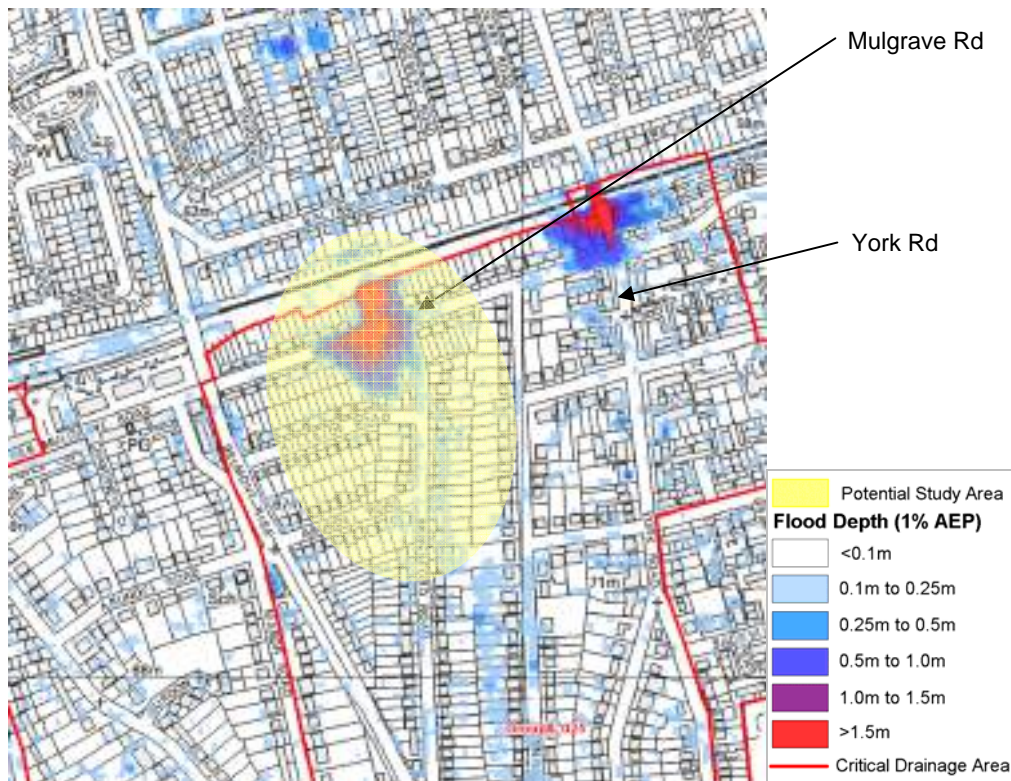 Mulgrave Rd
York Rd
Potential Study Area
Flood Depth (1% AEP)
<0.1m
0.1m to 0.25m
0.25m to 0.5m
0.5m to 1.0m
1.0m to 1.5m
>1.5m
Critical Drainage Area